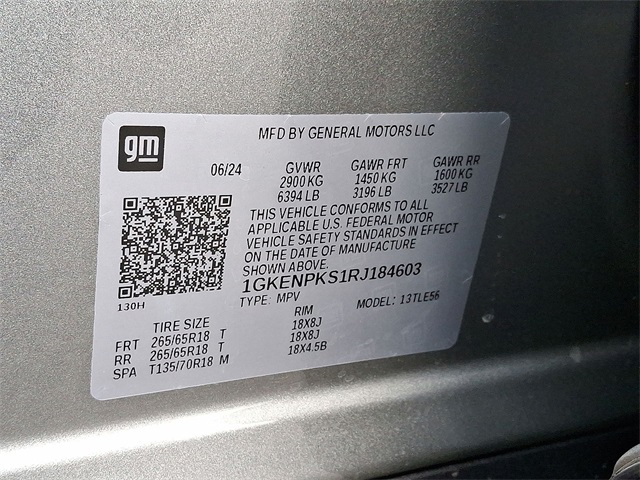 gm
MFD BY GENERAL MOTORS LLC
06/24 GVWR GAWR FRT GAWR RR
2900 KG 1450 KG 1600 KG
6394 LB 3196 LB 3527 LB
THIS VEHICLE CONFORMS TO ALL
APPLICABLE U.S. FEDERAL MOTOR
VEHICLE SAFETY STANDARDS IN EFFECT
ON THE DATE OF MANUFACTURE
SHOWN ABOVE.
1GKENPKS1RJ184603
130H
TYPE: MPV MODEL: 13TLE56
TIRE SIZE RIM
FRT 265/65R18 T 18X8J
RR 265/65R18 T 18X8J
SPA T135/70R18 M 18X4.5B